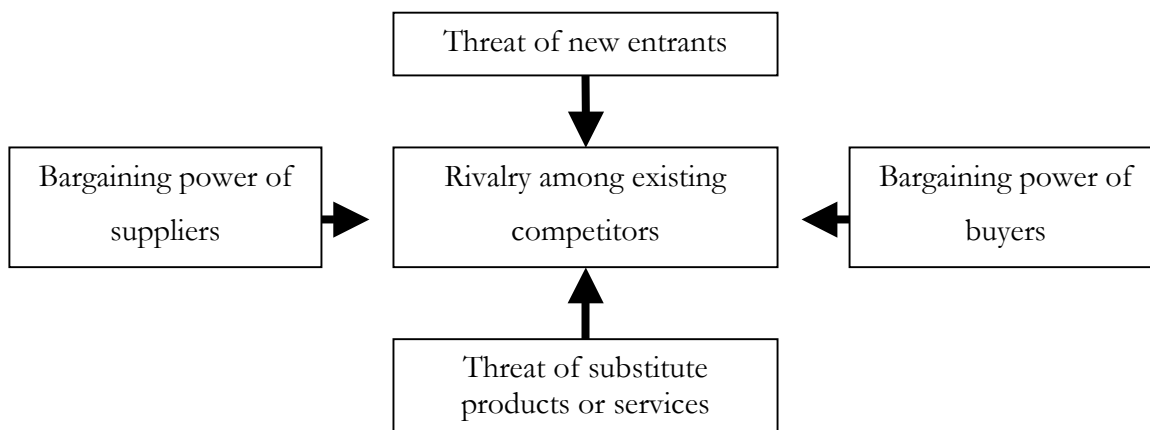 Threat of new entrants
Bargaining power of
suppliers
Rivalry among existing
competitors
Bargaining power of
buyers
Threat of substitute
products or services